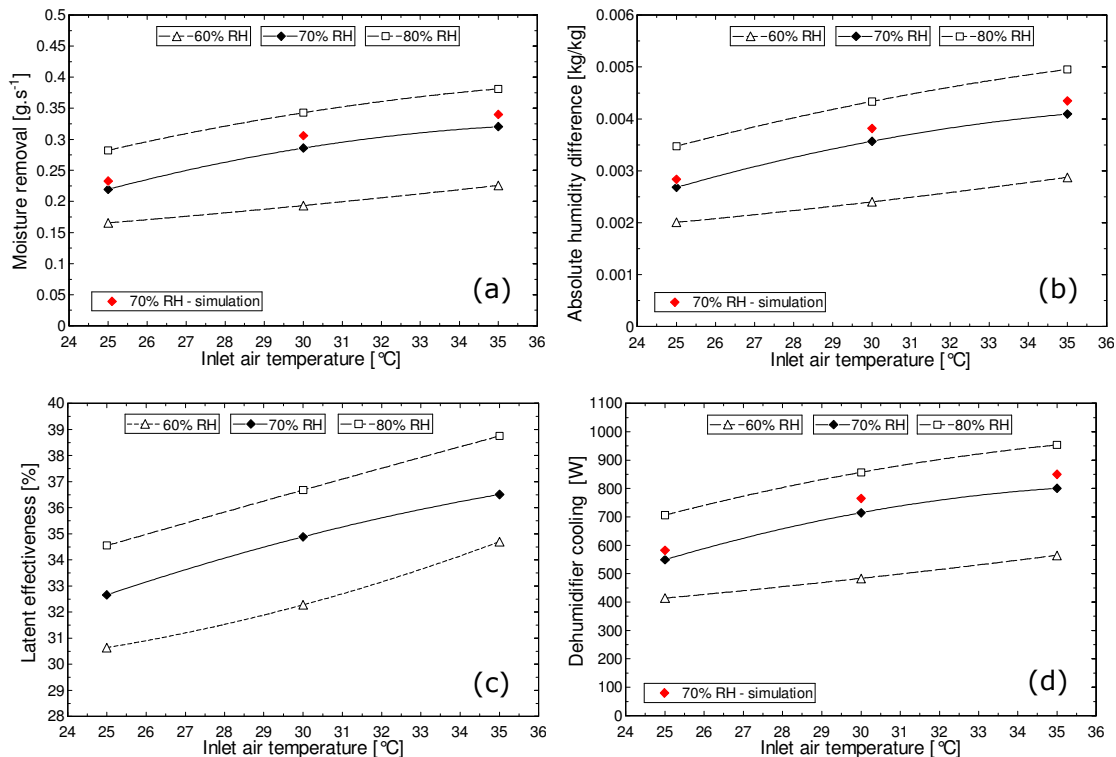 Moisture removal [g.s-1]
0.5
0.45
0.4
0.35
0.3
0.25
0.2
0.15
0.1
0.05
0
60% RH 70% RH 80% RH
70% RH - simulation
(a)
24 25 26 27 28 29 30 31 32 33 34 35 36
Inlet air temperature [°C]
Absolute humidity difference [kg/kg]
0.006
0.005
0.004
0.003
0.002
0.001
0
60% RH 70% RH 80% RH
70% RH - simulation
(b)
24 25 26 27 28 29 30 31 32 33 34 35 36
Inlet air temperature [°C]
Latent effectiveness [%]
40
39
38
37
36
35
34
33
32
31
30
29
28
60% RH 70% RH 80% RH
(c)
24 25 26 27 28 29 30 31 32 33 34 35 36
Inlet air temperature [°C]
Dehumidifier cooling [W]
1100
1000
900
800
700
600
500
400
300
200
100
0
60% RH 70% RH 80% RH
70% RH - simulation
(d)
24 25 26 27 28 29 30 31 32 33 34 35 36
Inlet air temperature [°C]